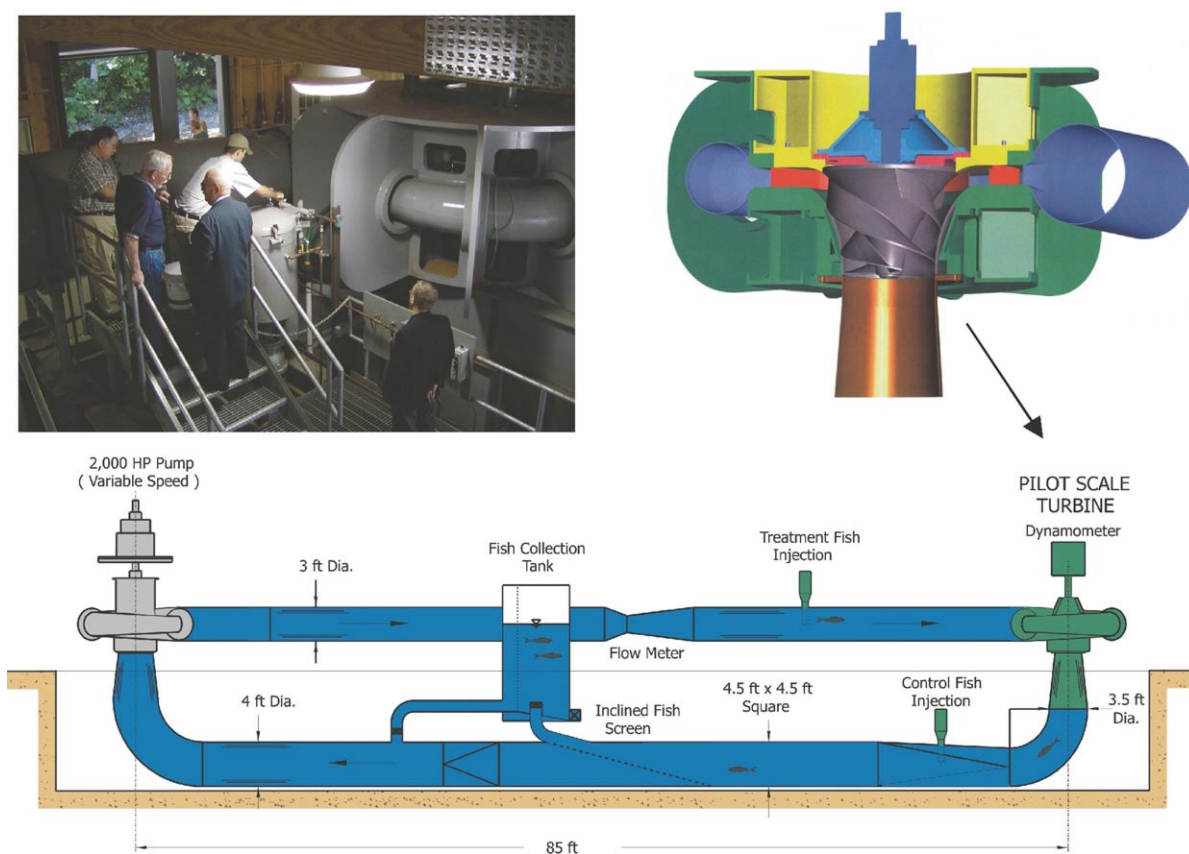 2,000 HP Pump
( Variable Speed )
PILOT SCALE
TURBINE
Dynamometer
Fish Collection
Tank
Treatment Fish
Injection
3 ft Dia.
Flow Meter
4 ft Dia.
Inclined Fish
Screen
4.5 ft x 4.5 ft
Square
Control Fish
Injection
3.5 ft
Dia.
85 ft